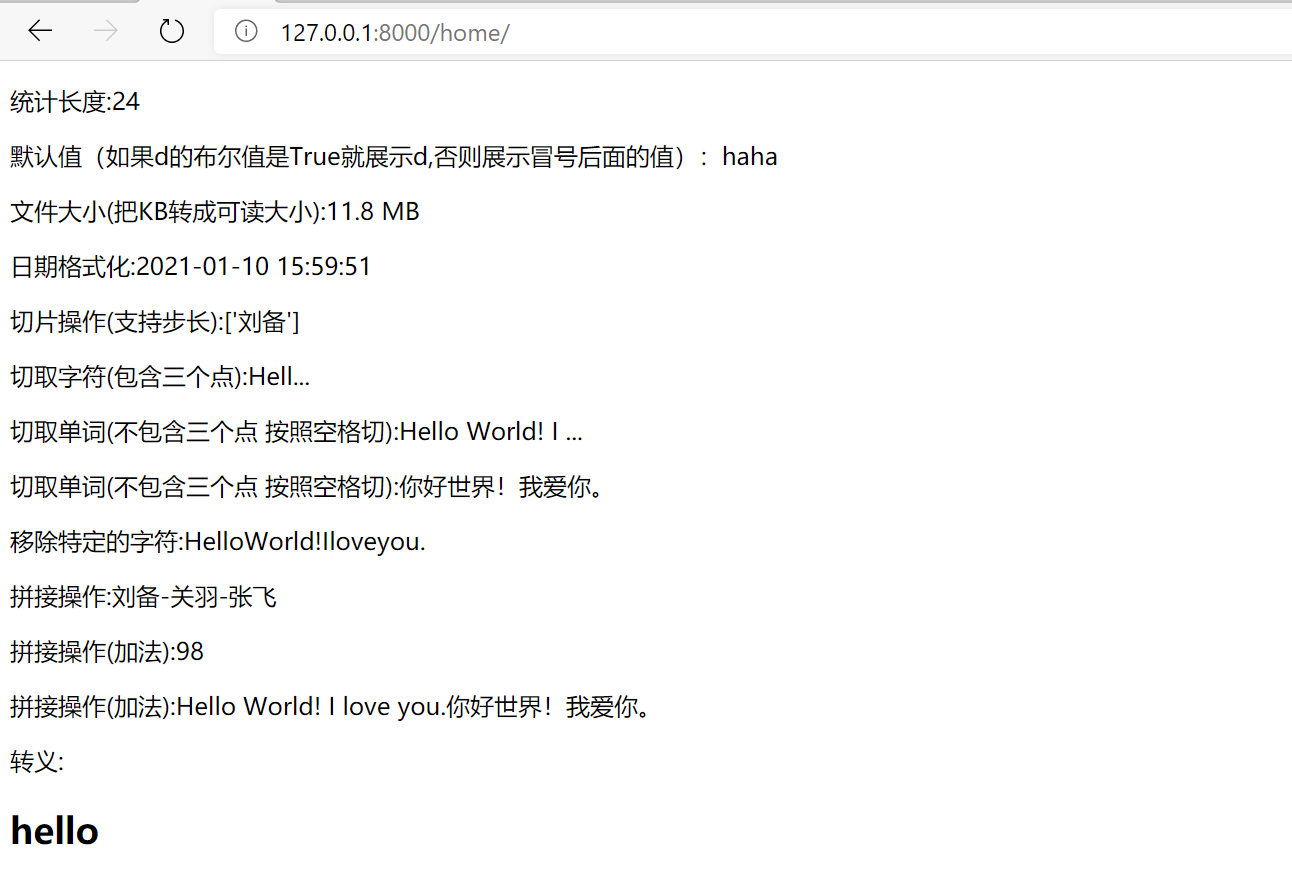 127.0.0.1:8000/home/
统计长度:24
默认值（如果d的布尔值是True就展示d,否则展示冒号后面的值）：haha
文件大小(把KB转成可读大小):11.8 MB
日期格式化:2021-01-10 15:59:51
切片操作(支持步长):['刘备']
切取字符(包含三个点):Hell...
切取单词(不包含三个点 按照空格切):Hello World! I ...
切取单词(不包含三个点 按照空格切):你好世界！我爱你。
移除特定的字符:HelloWorld!Iloveyou.
拼接操作:刘备-关羽-张飞
拼接操作(加法):98
拼接操作(加法):Hello World! I love you.你好世界！我爱你。
转义:
hello